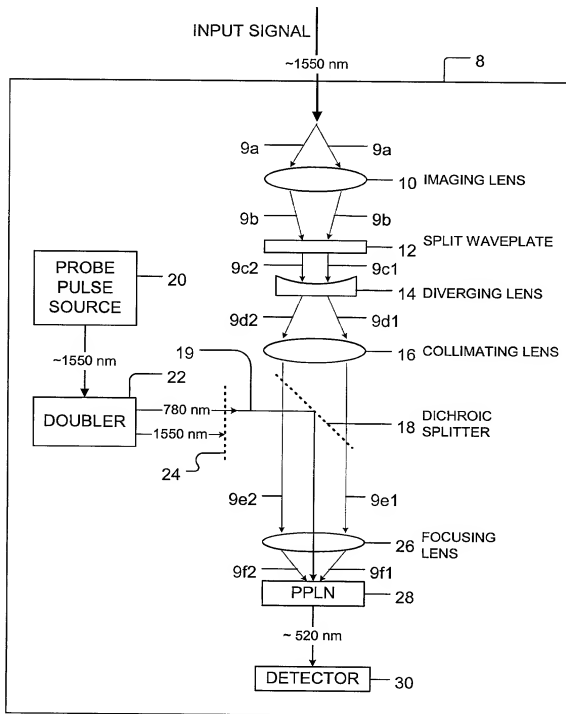 INPUT SIGNAL
~1550 nm
8
9a
9a
10
IMAGING LENS
9b
9b
12
SPLIT WAVEPLATE
9c2
9c1
14
DIVERGING LENS
PROBE
PULSE
SOURCE
20
9d2
9d1
16
COLLIMATING LENS
~1550 nm
22
19
DOUBLER
780 nm
1550 nm
24
18
DICHROIC
SPLITTER
9e2
9e1
26
FOCUSING
LENS
9f2
9f1
PPLN
28
~ 520 nm
DETECTOR
30